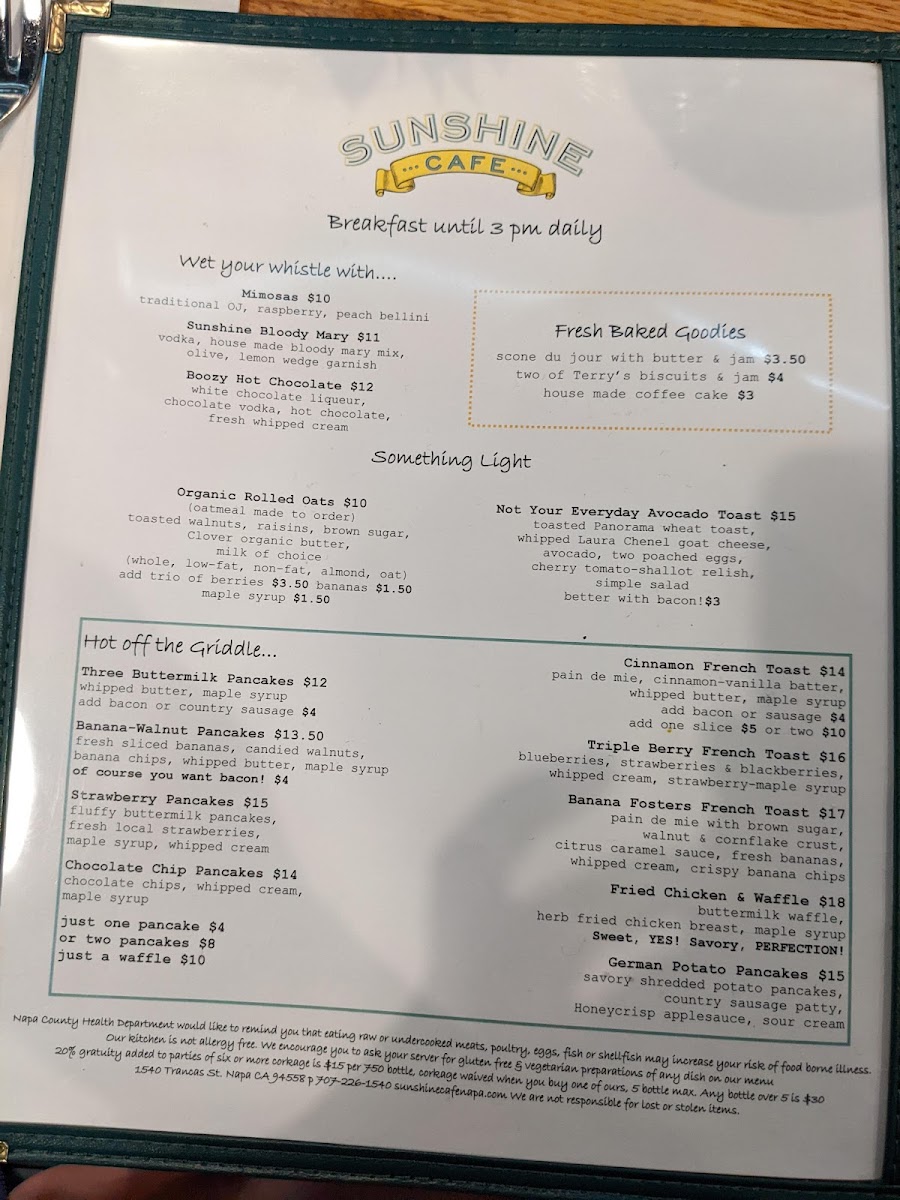 SUNSHINE
CAFE
Breakfast until 3 pm daily
Wet your whistle with....
Mimosas $10
traditional OJ, raspberry, peach bellini
Sunshine Bloody Mary $11
vodka, house made bloody mary mix,
olive, lemon wedge garnish
Boozy Hot Chocolate $12
white chocolate liqueur,
chocolate vodka, hot chocolate,
fresh whipped cream
Fresh Baked Goodies
scone du jour with butter & jam $3.50
two of Terry's biscuits & jam $4
house made coffee cake $3
Something Light
Organic Rolled Oats $10
(oatmeal made to order)
toasted walnuts, raisins, brown sugar,
Clover organic butter,
milk of choice
(whole, low-fat, non-fat, almond, oat)
add trio of berries $3.50 bananas $1.50
maple syrup $1.50
Not Your Everyday Avocado Toast $15
toasted Panorama wheat toast,
whipped Laura Chenel goat cheese,
avocado, two poached eggs,
cherry tomato-shallot relish,
simple salad
better with bacon!$3
Hot off the Griddle...
Three Buttermilk Pancakes $12
whipped butter, maple syrup
add bacon or country sausage $4
Banana-Walnut Pancakes $13.50
fresh sliced bananas, candied walnuts,
banana chips, whipped butter, maple syrup
of course you want bacon! $4
Strawberry Pancakes $15
fluffy buttermilk pancakes,
fresh local strawberries,
maple syrup, whipped cream
Chocolate Chip Pancakes $14
chocolate chips, whipped cream,
maple syrup
just one pancake $4
or two pancakes $8
just a waffle $10
Cinnamon French Toast $14
pain de mie, cinnamon-vanilla batter,
whipped butter, maple syrup
add bacon or sausage $4
add one slice $5 or two $10
Triple Berry French Toast $16
blueberries, strawberries & blackberries,
whipped cream, strawberry-maple syrup
Banana Fosters French Toast $17
pain de mie with brown sugar,
walnut & cornflake crust,
citrus caramel sauce, fresh bananas,
whipped cream, crispy banana chips
Fried Chicken & Waffle $18
buttermilk waffle,
herb fried chicken breast, maple syrup
Sweet, YES! Savory, PERFECTION!
German Potato Pancakes $15
savory shredded potato pancakes,
country sausage patty,
Honeycrisp applesauce, sour cream
Napa County Health Department would like to remind you that eating raw or undercooked meats, poultry, eggs, fish or shellfish may increase your risk of food borne illness.
Our kitchen is not allergy free. We encourage you to ask your server for gluten free & vegetarian preparations of any dish on our menu
20% gratuity added to parties of six or more corkage is $15 per 750 bottle, corkage waived when you buy one of ours, 5 bottle max. Any bottle over 5 is $30
1540 Trancas St. Napa CA 94558 p 707-226-1540 sunshinecafenapa.com We are not responsible for lost or stolen items.